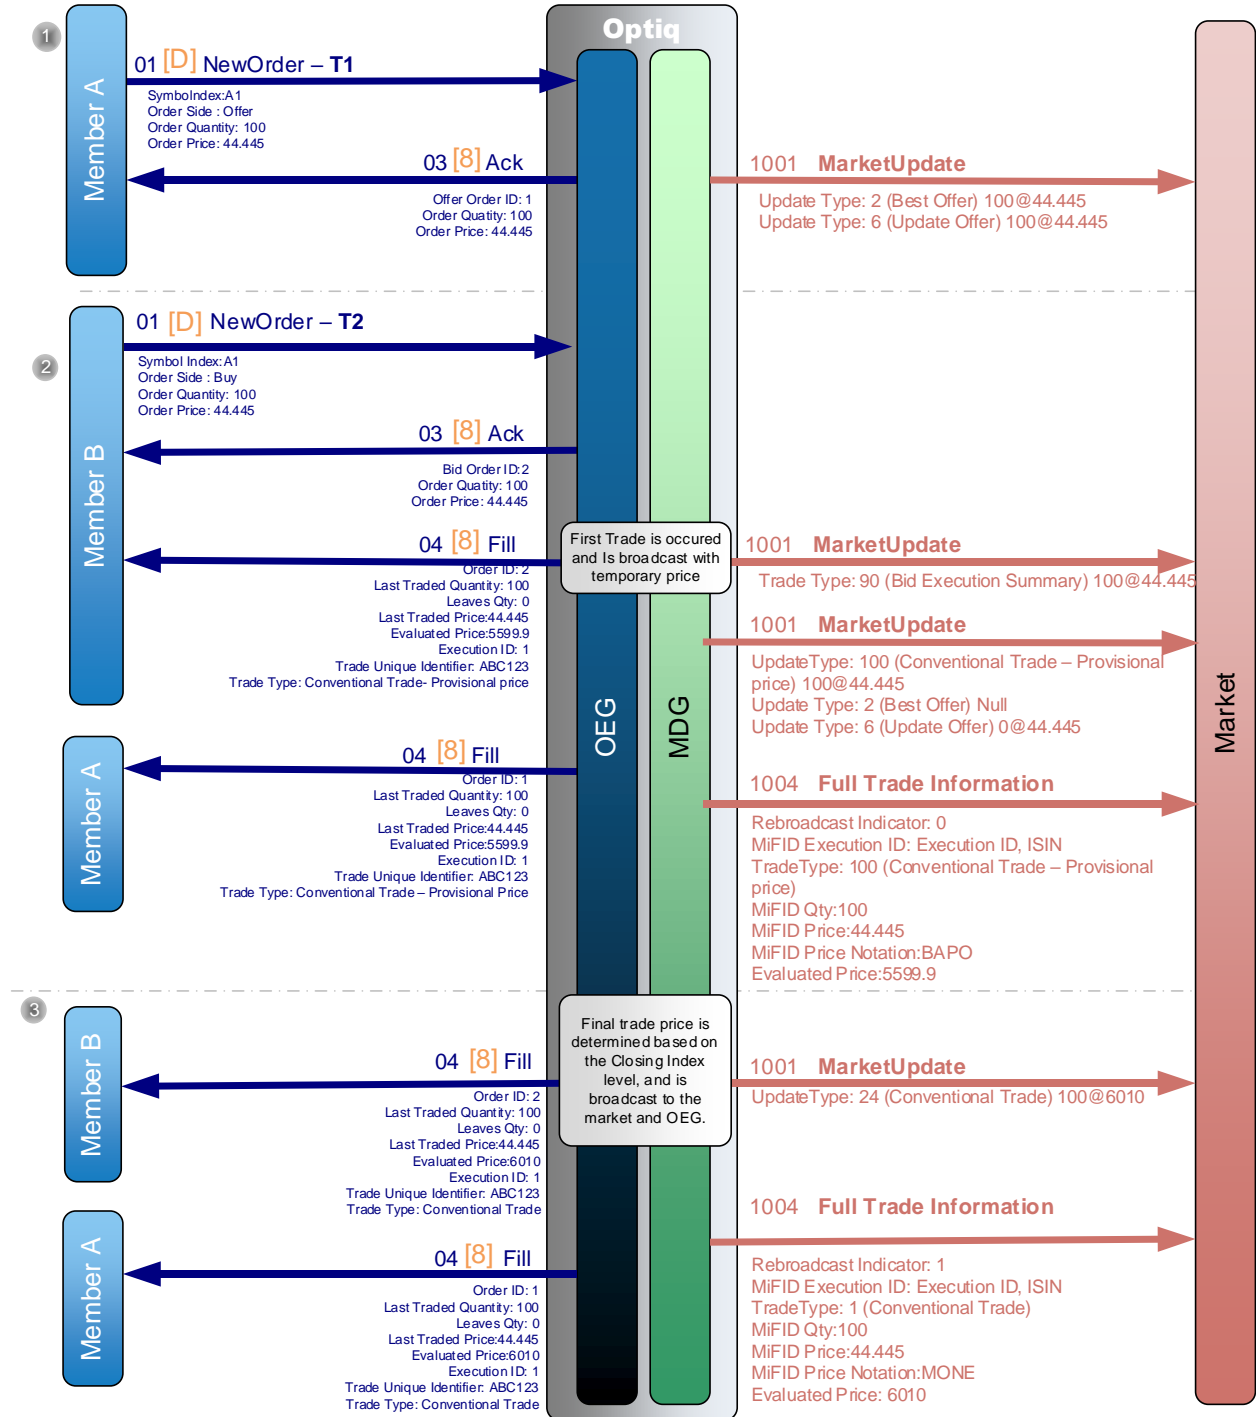 Optiq
1
Member A
01 [D] NewOrder – T1
SymbolIndex:A1
Order Side : Offer
Order Quantity: 100
Order Price: 44.445
03 [8] Ack
Offer Order ID: 1
Order Quatity: 100
Order Price: 44.445
1001 MarketUpdate
Update Type: 2 (Best Offer) 100@44.445
Update Type: 6 (Update Offer) 100@44.445
2
Member B
01 [D] NewOrder – T2
Symbol Index:A1
Order Side : Buy
Order Quantity: 100
Order Price: 44.445
03 [8] Ack
Bid Order ID:2
Order Quatity: 100
Order Price: 44.445
04 [8] Fill
Order ID: 2
Last Traded Quantity: 100
Leaves Qty: 0
Last Traded Price:44.445
Evaluated Price:5599.9
Execution ID: 1
Trade Unique Identifier: ABC123
Trade Type: Conventional Trade- Provisional price
First Trade is occured
and Is broadcast with
temporary price
1001 MarketUpdate
Trade Type: 90 (Bid Execution Summary) 100@44.445
1001 MarketUpdate
UpdateType: 100 (Conventional Trade – Provisional
price) 100@44.445
Update Type: 2 (Best Offer) Null
Update Type: 6 (Update Offer) 0@44.445
OEG
MDG
Market
Member A
04 [8] Fill
Order ID: 1
Last Traded Quantity: 100
Leaves Qty: 0
Last Traded Price:44.445
Evaluated Price:5599.9
Execution ID: 1
Trade Unique Identifier: ABC123
Trade Type: Conventional Trade – Provisional Price
1004 Full Trade Information
Rebroadcast Indicator: 0
MiFID Execution ID: Execution ID, ISIN
TradeType: 100 (Conventional Trade – Provisional
price)
MiFID Qty:100
MiFID Price:44.445
MiFID Price Notation:BAPO
Evaluated Price:5599.9
3
Member B
04 [8] Fill
Order ID: 2
Last Traded Quantity: 100
Leaves Qty: 0
Last Traded Price:44.445
Evaluated Price:6010
Execution ID: 1
Trade Unique Identifier: ABC123
Trade Type: Conventional Trade
Final trade price is
determined based on
the Closing Index
level, and is
broadcast to the
market and OEG.
1001 MarketUpdate
UpdateType: 24 (Conventional Trade) 100@6010
Member A
04 [8] Fill
Order ID: 1
Last Traded Quantity: 100
Leaves Qty: 0
Last Traded Price:44.445
Evaluated Price:6010
Execution ID: 1
Trade Unique Identifier: ABC123
Trade Type: Conventional Trade
1004 Full Trade Information
Rebroadcast Indicator: 1
MiFID Execution ID: Execution ID, ISIN
TradeType: 1 (Conventional Trade)
MiFID Qty:100
MiFID Price:44.445
MiFID Price Notation:MONE
Evaluated Price: 6010